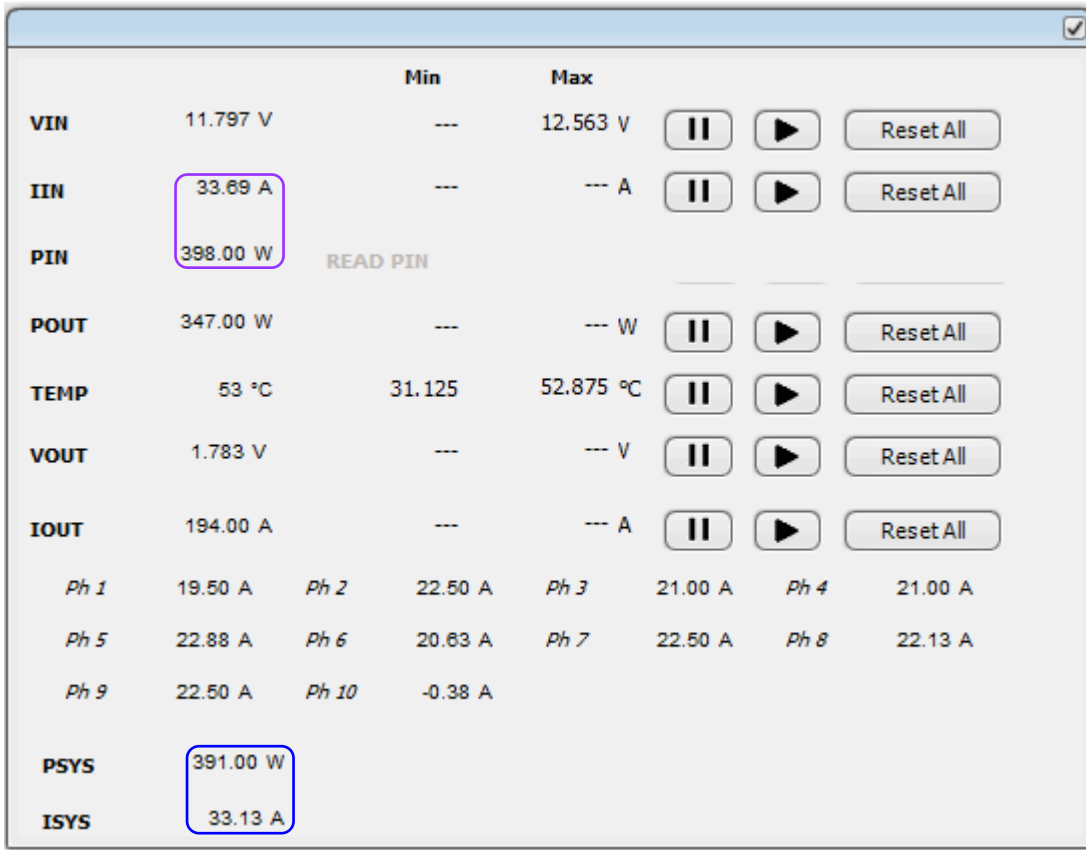 Min Max
VIN 11.797 V --- 12.563 V Reset All
IIN 33.69 A --- --- A Reset All
PIN 398.00 W READ PIN
POUT 347.00 W --- --- W Reset All
TEMP 53 °C 31.125 52.875 °C Reset All
VOUT 1.783 V --- --- V Reset All
IOUT 194.00 A --- --- A Reset All
Ph 1 19.50 A Ph 2 22.50 A Ph 3 21.00 A Ph 4 21.00 A
Ph 5 22.88 A Ph 6 20.63 A Ph 7 22.50 A Ph 8 22.13 A
Ph 9 22.50 A Ph 10 -0.38 A
PSYS 391.00 W
ISYS 33.13 A